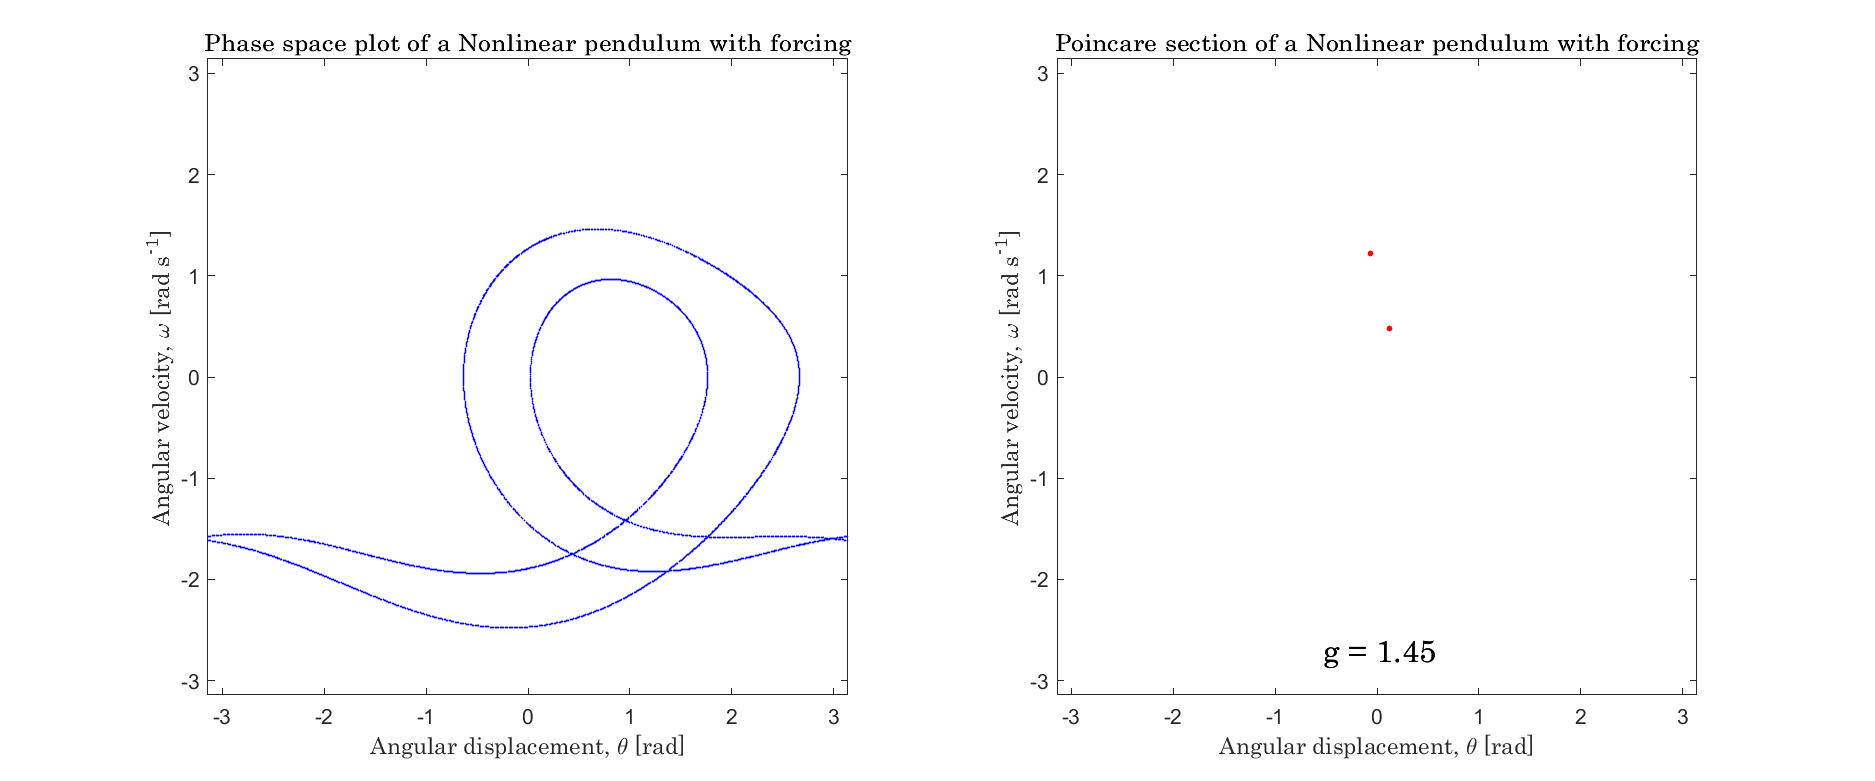 Phase space plot of a Nonlinear pendulum with forcing
3
2
1
0
-1
-2
-3
Angular velocity, ω [rad s⁻¹]
-3 -2 -1 0 1 2 3
Angular displacement, θ [rad]
Poincare section of a Nonlinear pendulum with forcing
3
2
1
0
-1
-2
-3
Angular velocity, ω [rad s⁻¹]
g = 1.45
-3 -2 -1 0 1 2 3
Angular displacement, θ [rad]